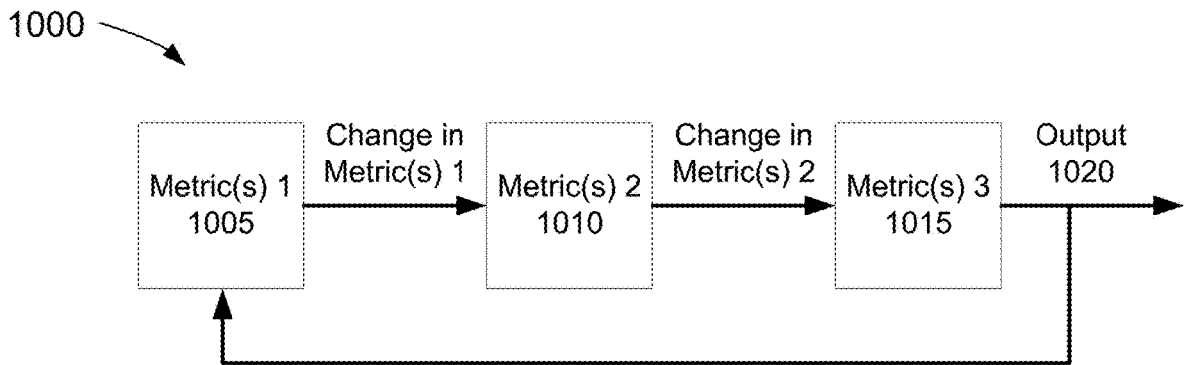 1000
Change in
Metric(s) 1
Change in
Metric(s) 2
Output
1020
Metric(s) 1
1005
Metric(s) 2
1010
Metric(s) 3
1015